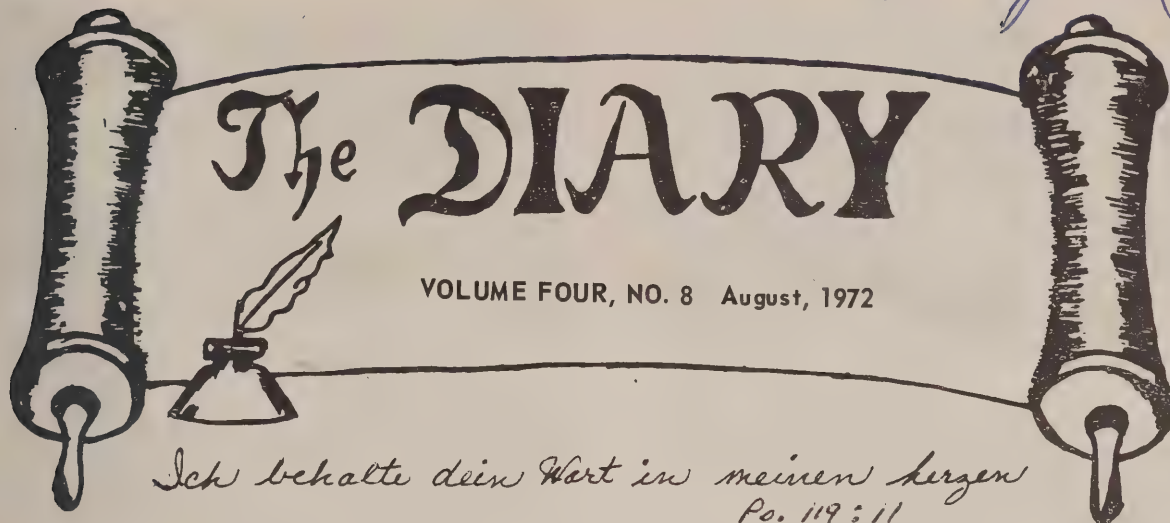 The DIARY
VOLUME FOUR, NO. 8 August, 1972
Ich behalte dein Wort in meinen herzen
Ps. 119:11